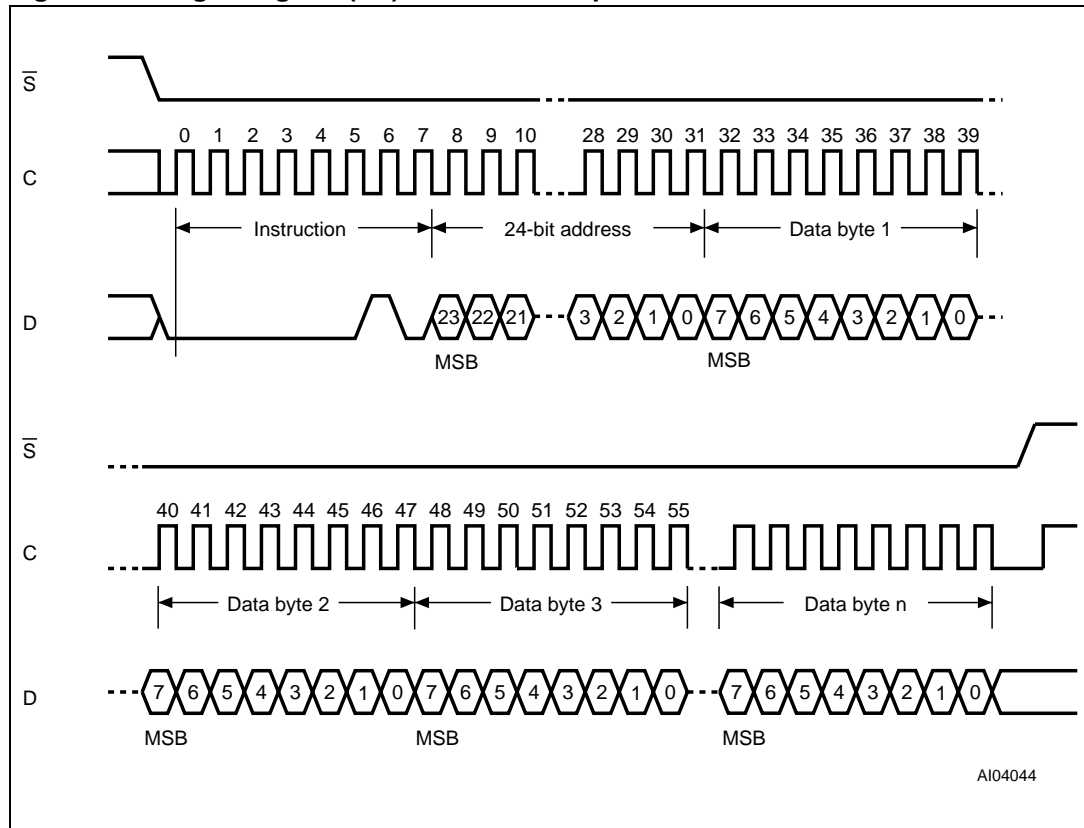 S̅
0 1 2 3 4 5 6 7 8 9 10 28 29 30 31 32 33 34 35 36 37 38 39
C
Instruction 24-bit address Data byte 1
D
23 22 21 3 2 1 0 7 6 5 4 3 2 1 0
MSB MSB
S̅
40 41 42 43 44 45 46 47 48 49 50 51 52 53 54 55
C
Data byte 2 Data byte 3 Data byte n
D
7 6 5 4 3 2 1 0 7 6 5 4 3 2 1 0 7 6 5 4 3 2 1 0
MSB MSB MSB
AI04044